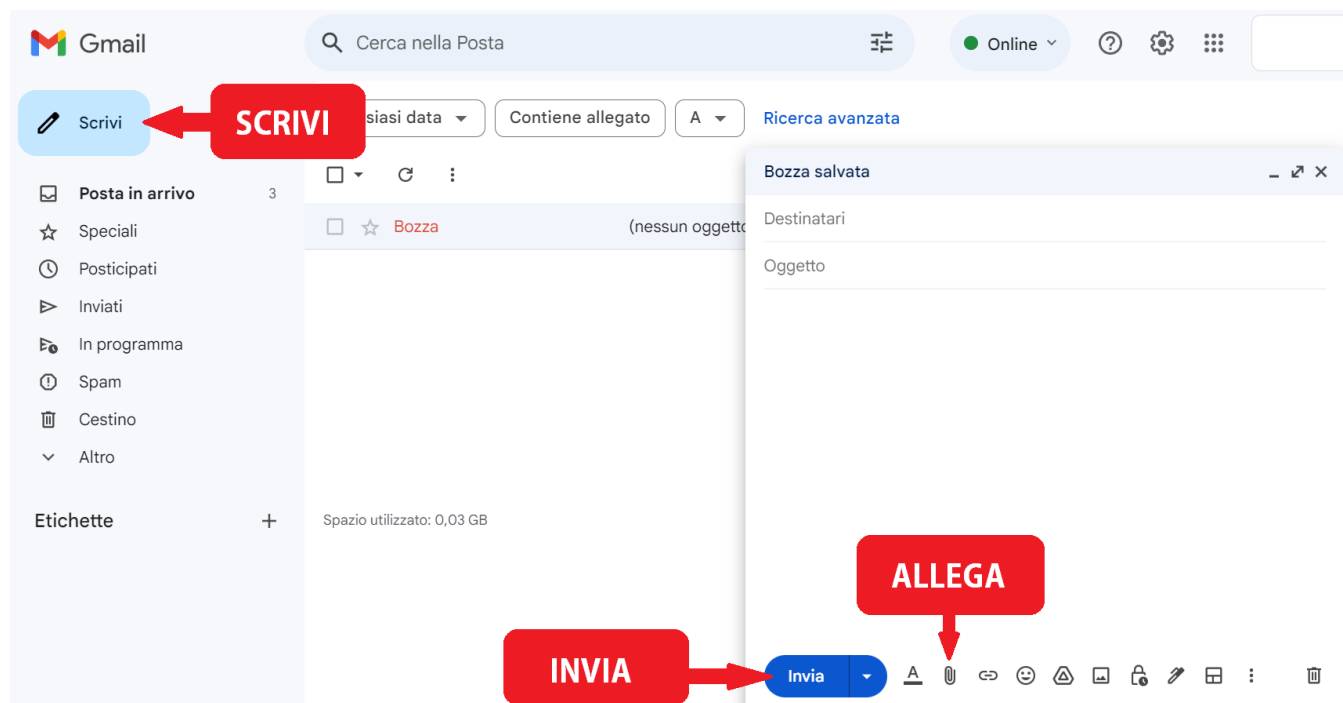 Gmail
Cerca nella Posta
Online
Scrivi
SCRIVI
siasi data
Contiene allegato
A
Ricerca avanzata
Bozza salvata
Posta in arrivo 3
Destinatari
Speciali
Bozza (nessun oggetto
Oggetto
Posticipati
Inviati
In programma
Spam
Cestino
Altro
Etichette
Spazio utilizzato: 0,03 GB
ALLEGA
INVIA
Invia
A